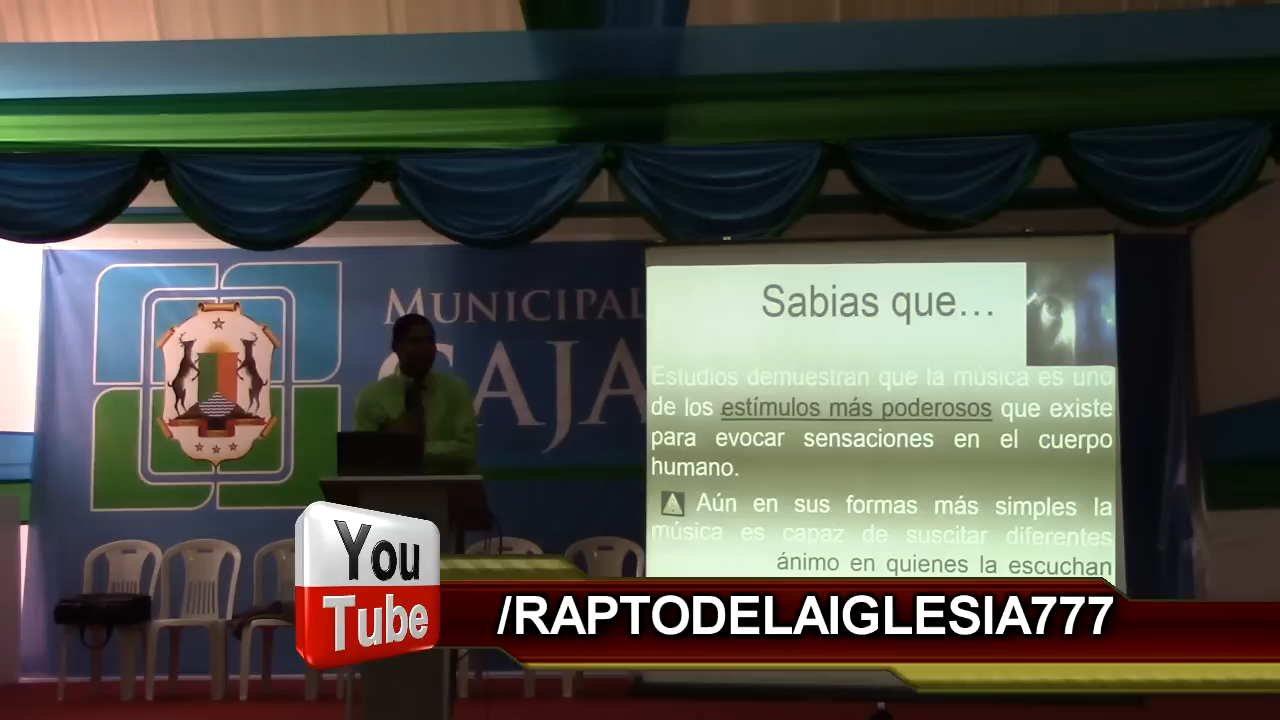 MUNICIPAL
CAJA
Sabias que...
Estudios demuestran que la música es uno
de los estímulos más poderosos que existe
para evocar sensaciones en el cuerpo
humano.
Aún en sus formas más simples la
música es capaz de suscitar diferentes
ánimo en quienes la escuchan
You
Tube
/RAPTODELAIGLESIA777